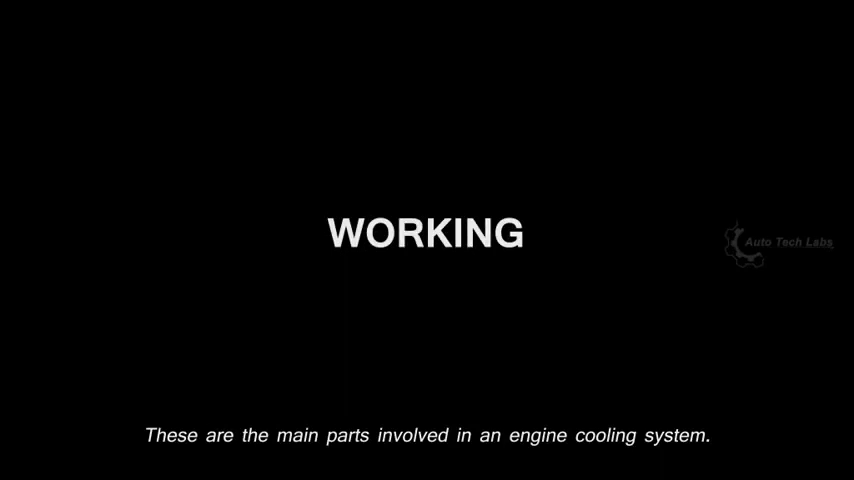 WORKING
Auto Tech Labs
These are the main parts involved in an engine cooling system.